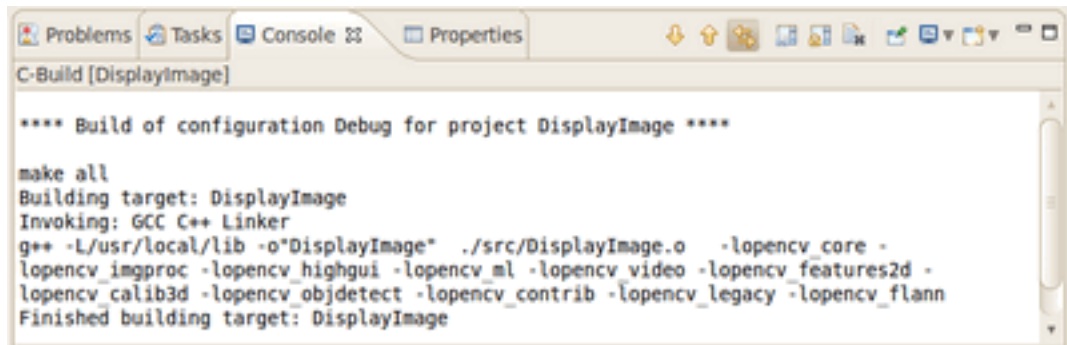 Problems Tasks Console Properties
C-Build [DisplayImage]
**** Build of configuration Debug for project DisplayImage ****
make all
Building target: DisplayImage
Invoking: GCC C++ Linker
g++ -L/usr/local/lib -o"DisplayImage"  ./src/DisplayImage.o   -lopencv_core -
lopencv_imgproc -lopencv_highgui -lopencv_ml -lopencv_video -lopencv_features2d -
lopencv_calib3d -lopencv_objdetect -lopencv_contrib -lopencv_legacy -lopencv_flann
Finished building target: DisplayImage